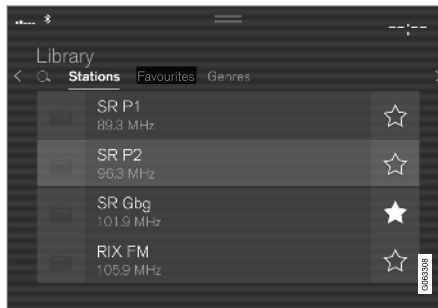 --:--
Library
Stations Favourites Genres
SR P1
89.3 MHz
SR P2
96.3 MHz
SR Gbg
101.9 MHz
RIX FM
105.9 MHz
G063308